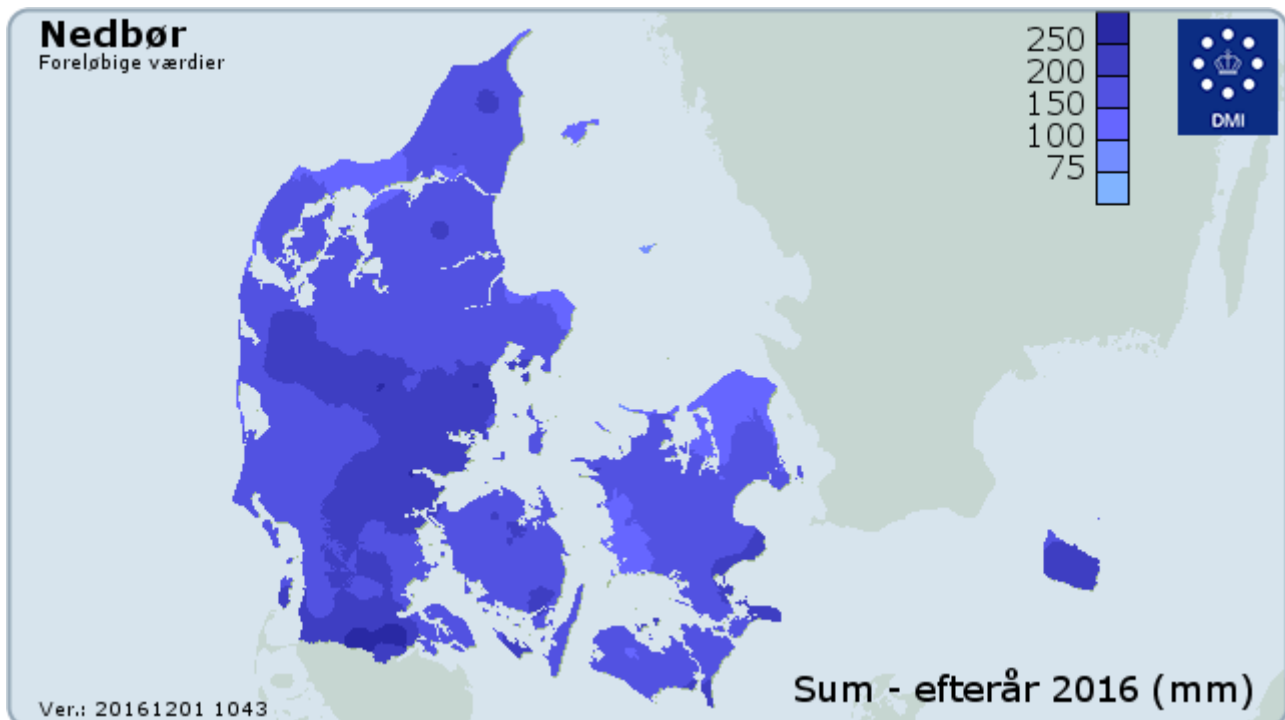 Nedbør
Foreløbige værdier
250
200
150
100
75
DMI
Sum - efterår 2016 (mm)
Ver.: 20161201 1043